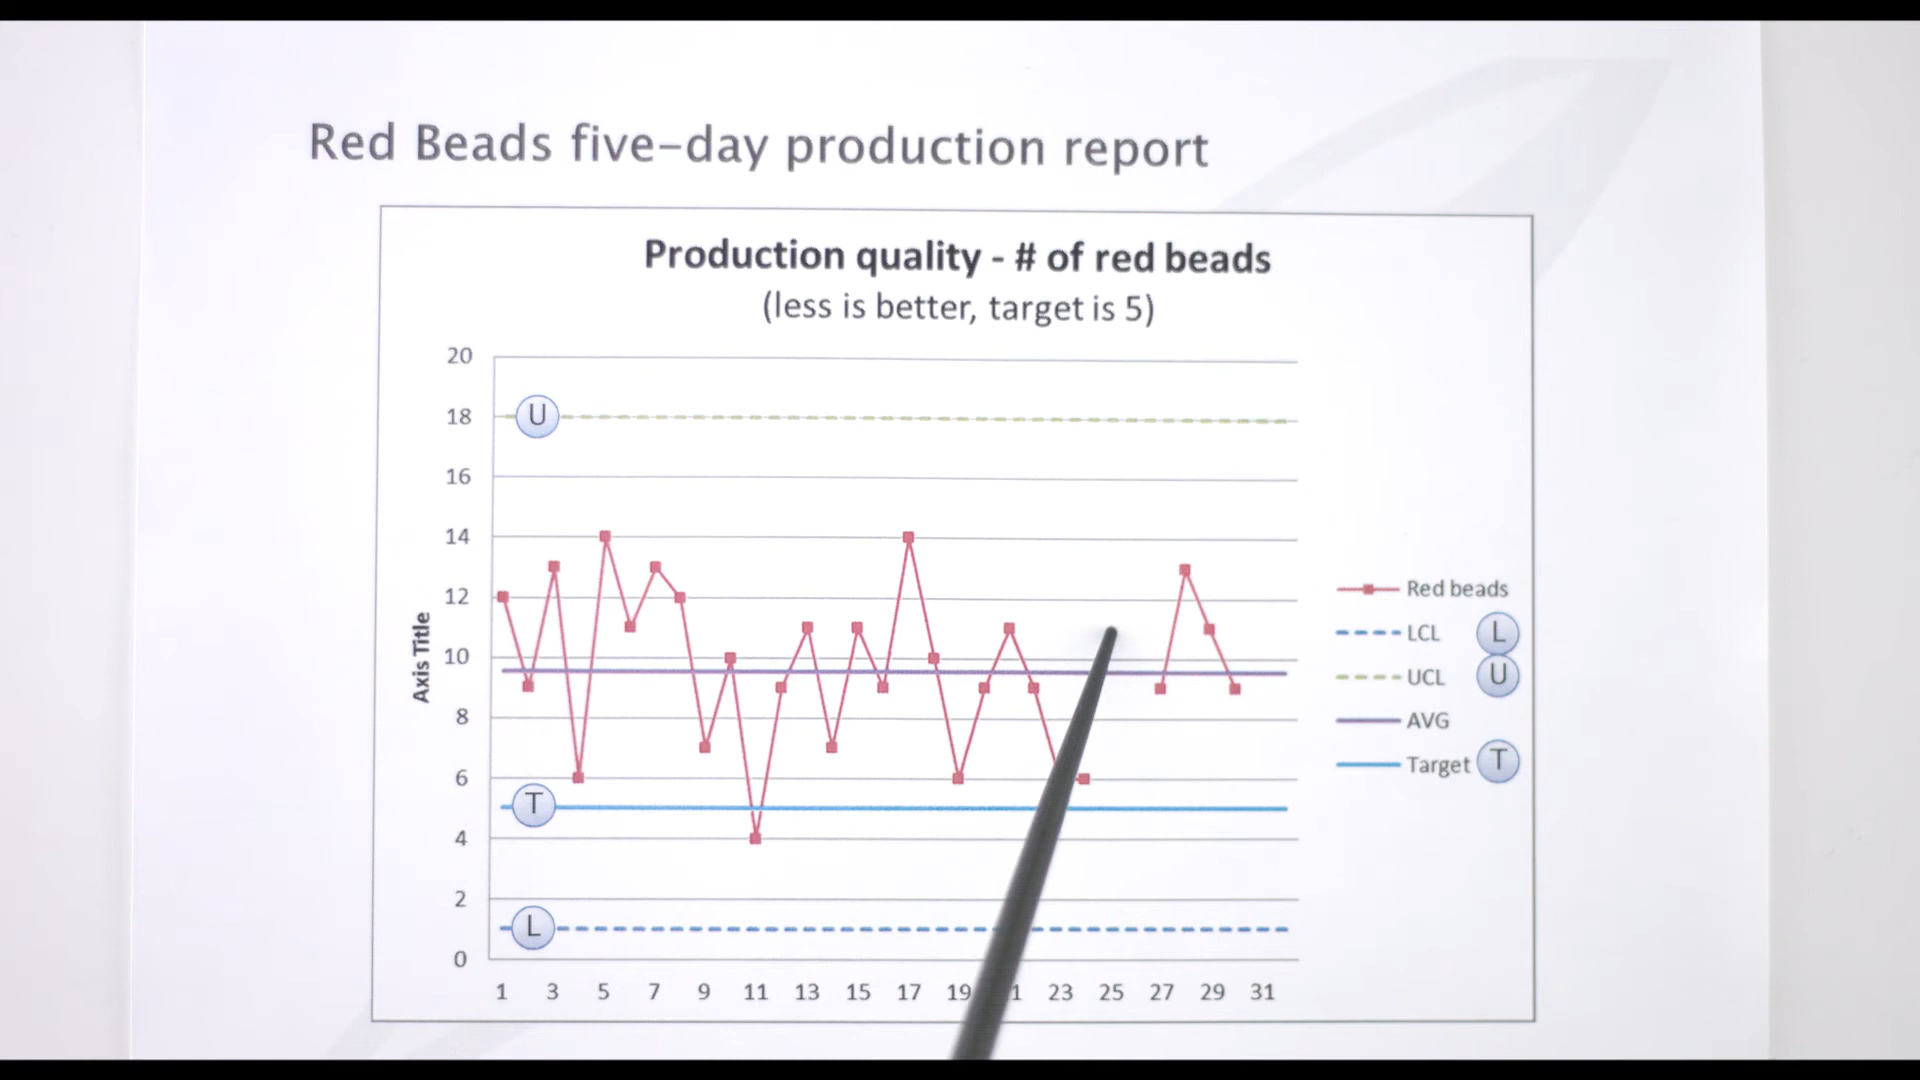 Red Beads five-day production report
Production quality - # of red beads
(less is better, target is 5)
20
18
16
14
12
10
8
6
4
2
0
Axis Title
U
T
L
1 3 5 7 9 11 13 15 17 19 23 25 27 29 31
Red beads
LCL L
UCL U
AVG
Target T